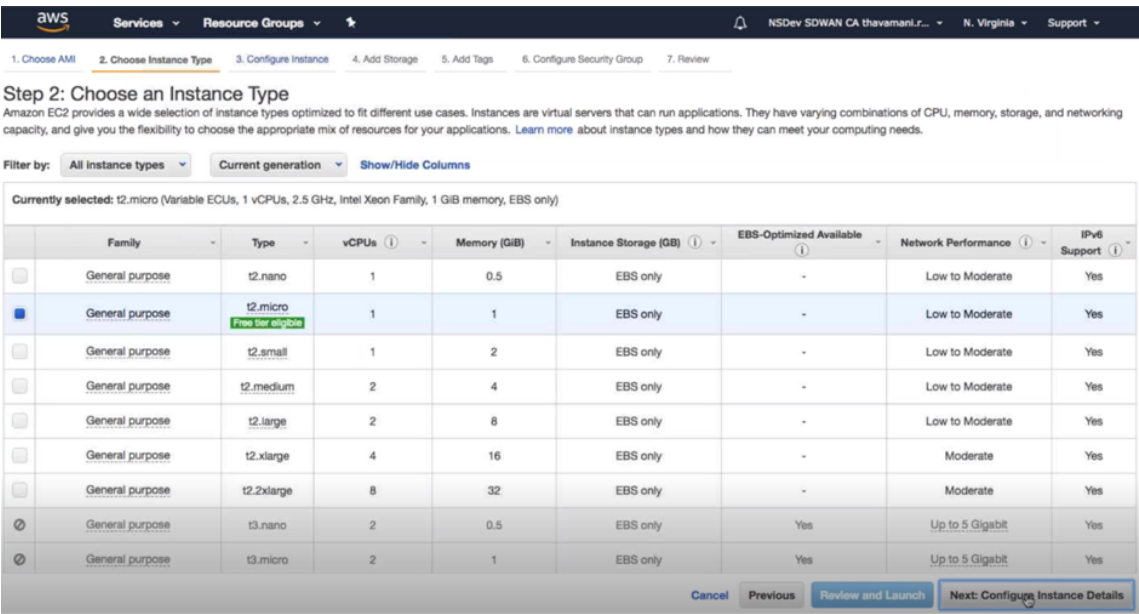 aws Services Resource Groups NSDev SDWAN CA thavamani.r... N. Virginia Support
1. Choose AMI 2. Choose Instance Type 3. Configure Instance 4. Add Storage 5. Add Tags 6. Configure Security Group 7. Review
Step 2: Choose an Instance Type
Amazon EC2 provides a wide selection of instance types optimized to fit different use cases. Instances are virtual servers that can run applications. They have varying combinations of CPU, memory, storage, and networking
capacity, and give you the flexibility to choose the appropriate mix of resources for your applications. Learn more about instance types and how they can meet your computing needs.
Filter by: All instance types Current generation Show/Hide Columns
Currently selected: t2.micro (Variable ECUs, 1 vCPUs, 2.5 GHz, Intel Xeon Family, 1 GiB memory, EBS only)
Family Type vCPUs Memory (GiB) Instance Storage (GB) EBS-Optimized Available Network Performance IPv6 Support
General purpose t2.nano 1 0.5 EBS only - Low to Moderate Yes
General purpose t2.micro Free tier eligible 1 1 EBS only - Low to Moderate Yes
General purpose t2.small 1 2 EBS only - Low to Moderate Yes
General purpose t2.medium 2 4 EBS only - Low to Moderate Yes
General purpose t2.large 2 8 EBS only - Low to Moderate Yes
General purpose t2.xlarge 4 16 EBS only - Moderate Yes
General purpose t2.2xlarge 8 32 EBS only - Moderate Yes
General purpose t3.nano 2 0.5 EBS only Yes Up to 5 Gigabit Yes
General purpose t3.micro 2 1 EBS only Yes Up to 5 Gigabit Yes
Cancel Previous Review and Launch Next: Configure Instance Details